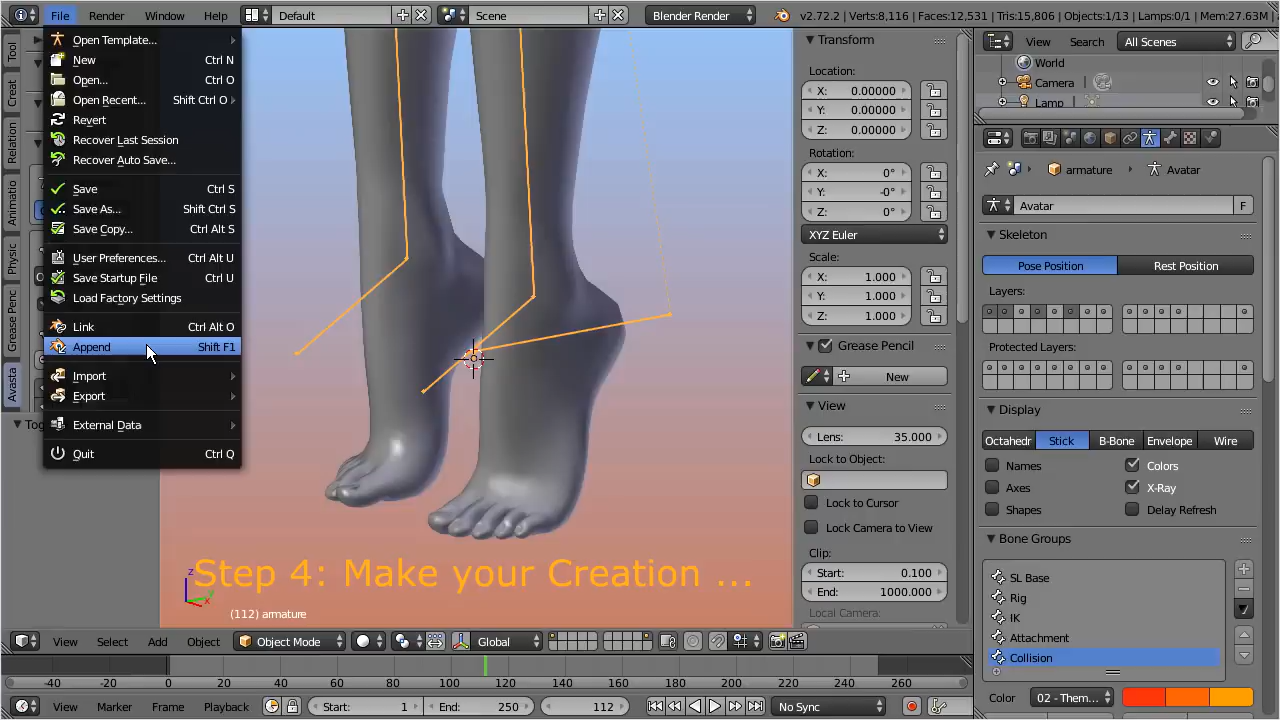 File Render Window Help Default Scene Blender Render v2.72.2 | Verts:8,116 | Faces:12,531 | Tris:15,806 | Objects:1/13 | Lamps:0/1 | Mem:27.63M
Open Template...
New Ctrl N
Open... Ctrl O
Open Recent... Shift Ctrl O
Revert
Recover Last Session
Recover Auto Save...
Save Ctrl S
Save As... Shift Ctrl S
Save Copy... Ctrl Alt S
User Preferences... Ctrl Alt U
Save Startup File Ctrl U
Load Factory Settings
Link Ctrl Alt O
Append Shift F1
Import
Export
External Data
Quit Ctrl Q
Tool
Creat
Relation
Animatio
Physic
Grease Penc
Avasta
Step 4: Make your Creation ...
z
y
x
(112) armature
Transform
Location:
X: 0.00000
Y: 0.00000
Z: 0.00000
Rotation:
X: 0°
Y: -0°
Z: 0°
XYZ Euler
Scale:
X: 1.000
Y: 1.000
Z: 1.000
Grease Pencil
New
View
Lens: 35.000
Lock to Object:
Lock to Cursor
Lock Camera to View
Clip:
Start: 0.100
End: 1000.000
Local Camera:
View Search All Scenes
World
Camera
Lamp
armature Avatar
Avatar F
Skeleton
Pose Position Rest Position
Layers:
Protected Layers:
Display
Octahedr Stick B-Bone Envelope Wire
Names Colors
Axes X-Ray
Shapes Delay Refresh
Bone Groups
SL Base
Rig
IK
Attachment
Collision
Color 02 - Them...
View Select Add Object Object Mode Global
-40 -20 0 20 40 60 80 100 120 140 160 180 200 220 240 260
View Marker Frame Playback Start: 1 End: 250 112 No Sync